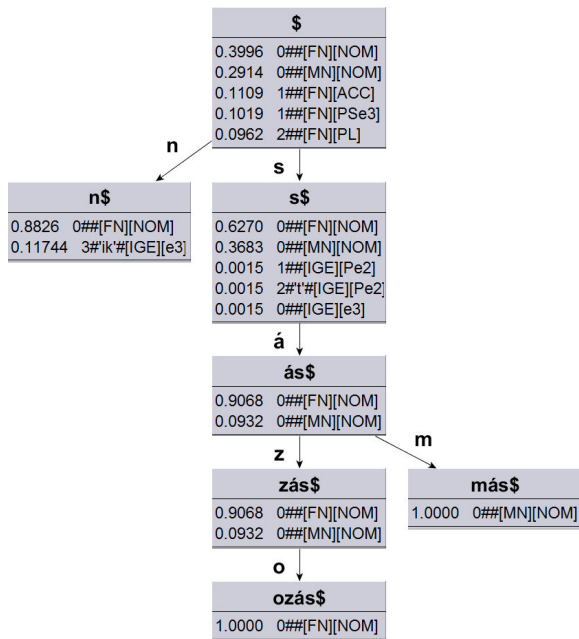 $
0.3996 0##[FN][NOM]
0.2914 0##[MN][NOM]
0.1109 1##[FN][ACC]
0.1019 1##[FN][PSe3]
0.0962 2##[FN][PL]
n
s
n$
0.8826 0##[FN][NOM]
0.11744 3#'ik'#[IGE][e3]
s$
0.6270 0##[FN][NOM]
0.3683 0##[MN][NOM]
0.0015 1##[IGE][Pe2]
0.0015 2#'t'#[IGE][Pe2]
0.0015 0##[IGE][e3]
á
ás$
0.9068 0##[FN][NOM]
0.0932 0##[MN][NOM]
z
m
zás$
0.9068 0##[FN][NOM]
0.0932 0##[MN][NOM]
más$
1.0000 0##[MN][NOM]
o
ozás$
1.0000 0##[FN][NOM]